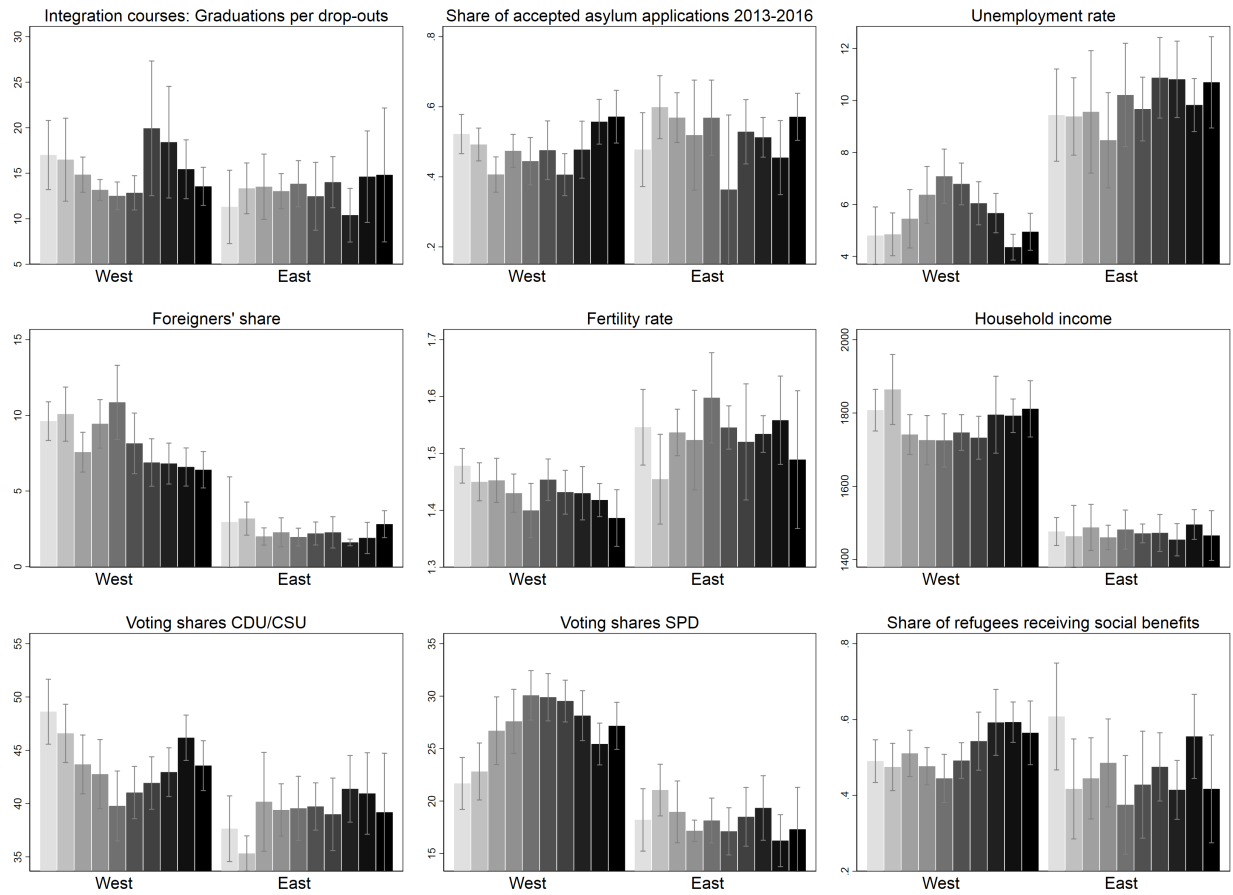 Integration courses: Graduations per drop-outs
30
25
20
15
10
5
West
East
Share of accepted asylum applications 2013-2016
.8
.6
.4
.2
West
East
Unemployment rate
12
10
8
6
4
West
East
Foreigners' share
15
10
5
0
West
East
Fertility rate
1.7
1.6
1.5
1.4
1.3
West
East
Household income
2000
1800
1600
1400
West
East
Voting shares CDU/CSU
55
50
45
40
35
West
East
Voting shares SPD
35
30
25
20
15
West
East
Share of refugees receiving social benefits
.8
.6
.4
.2
West
East